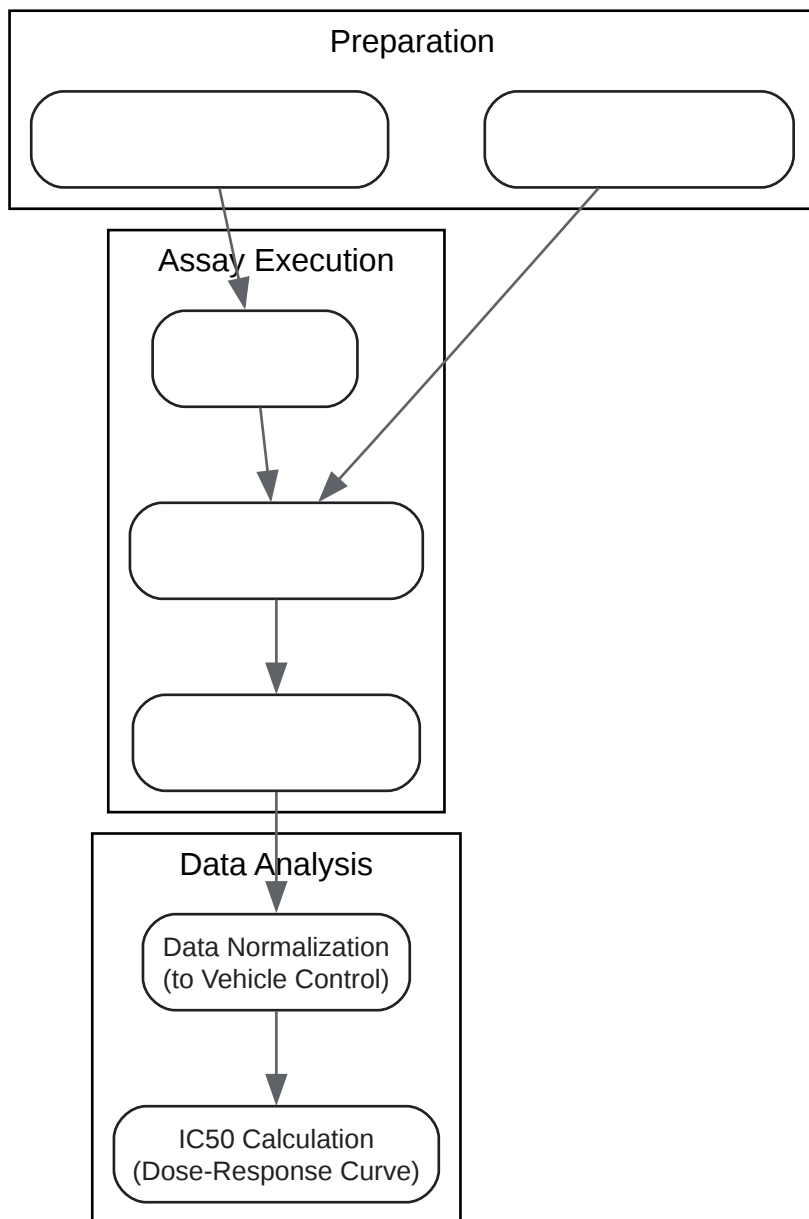 Preparation
Assay Execution
Data Analysis
Data Normalization
(to Vehicle Control)
IC50 Calculation
(Dose-Response Curve)